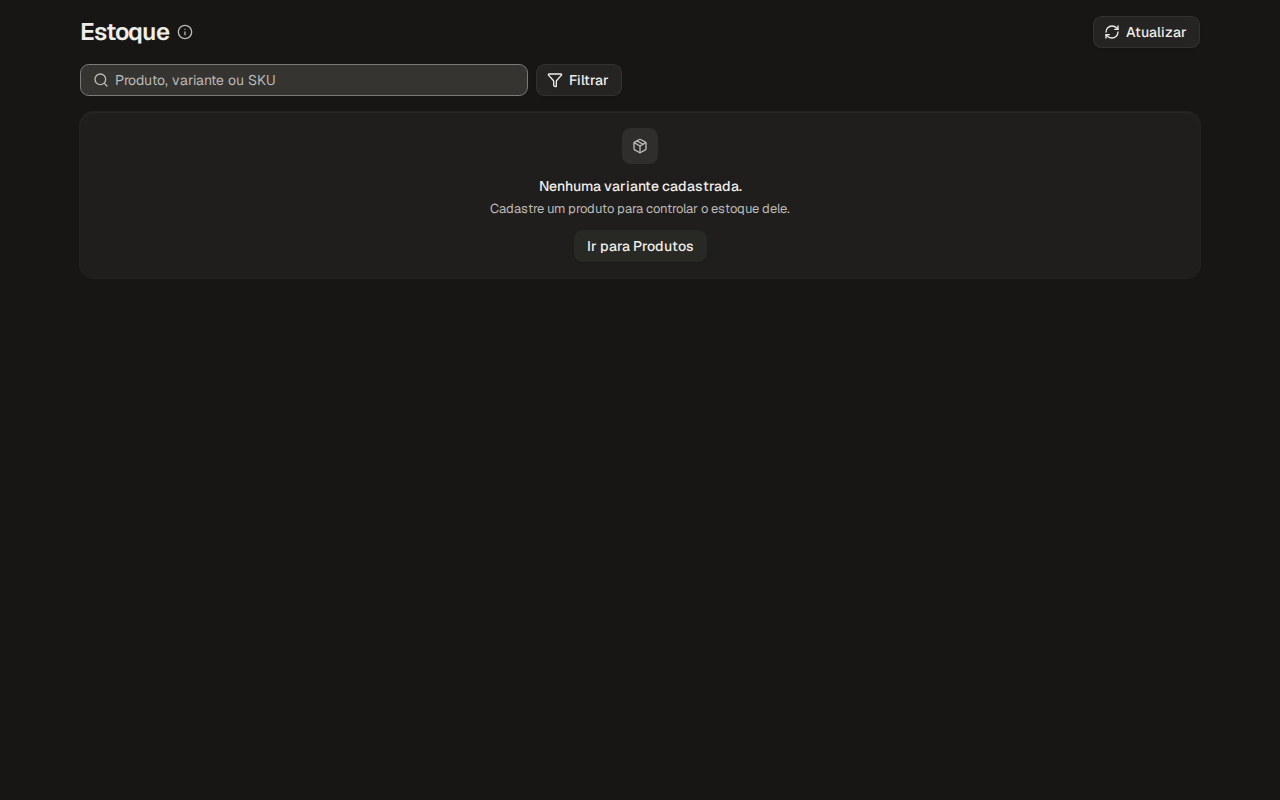 Estoque
Atualizar
Produto, variante ou SKU
Filtrar
Nenhuma variante cadastrada.
Cadastre um produto para controlar o estoque dele.
Ir para Produtos